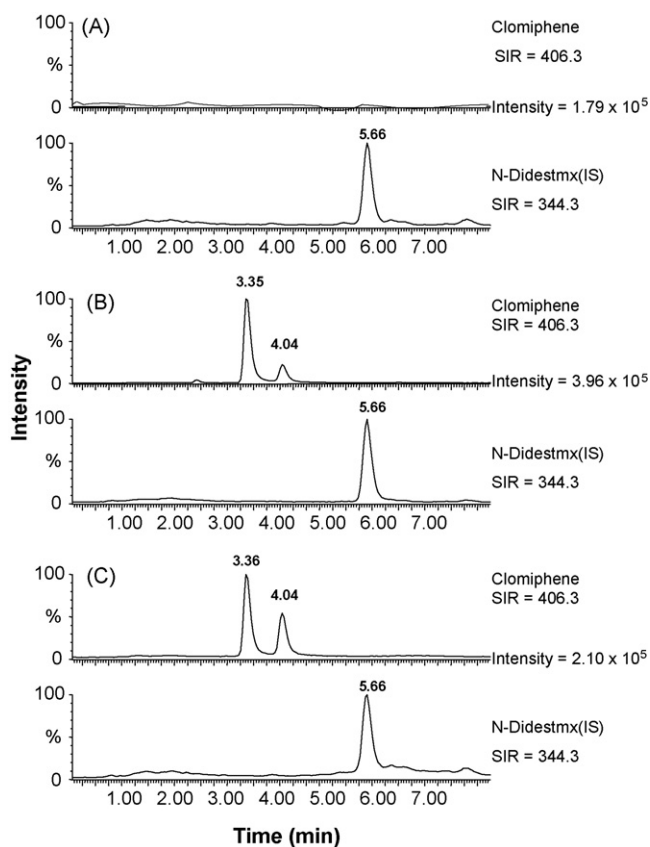 100 (A) Clomiphene
SIR = 406.3
%
0 Intensity = 1.79 x 10⁵
5.66
100
N-Didestmx(IS)
% SIR = 344.3
0
1.00 2.00 3.00 4.00 5.00 6.00 7.00
3.35
100 (B) Clomiphene
SIR = 406.3
4.04
%
0 Intensity = 3.96 x 10⁵
5.66
100
N-Didestmx(IS)
% SIR = 344.3
0
1.00 2.00 3.00 4.00 5.00 6.00 7.00
Intensity
3.36
100 (C) Clomiphene
SIR = 406.3
4.04
%
0 Intensity = 2.10 x 10⁵
5.66
100
N-Didestmx(IS)
% SIR = 344.3
0
1.00 2.00 3.00 4.00 5.00 6.00 7.00
Time (min)